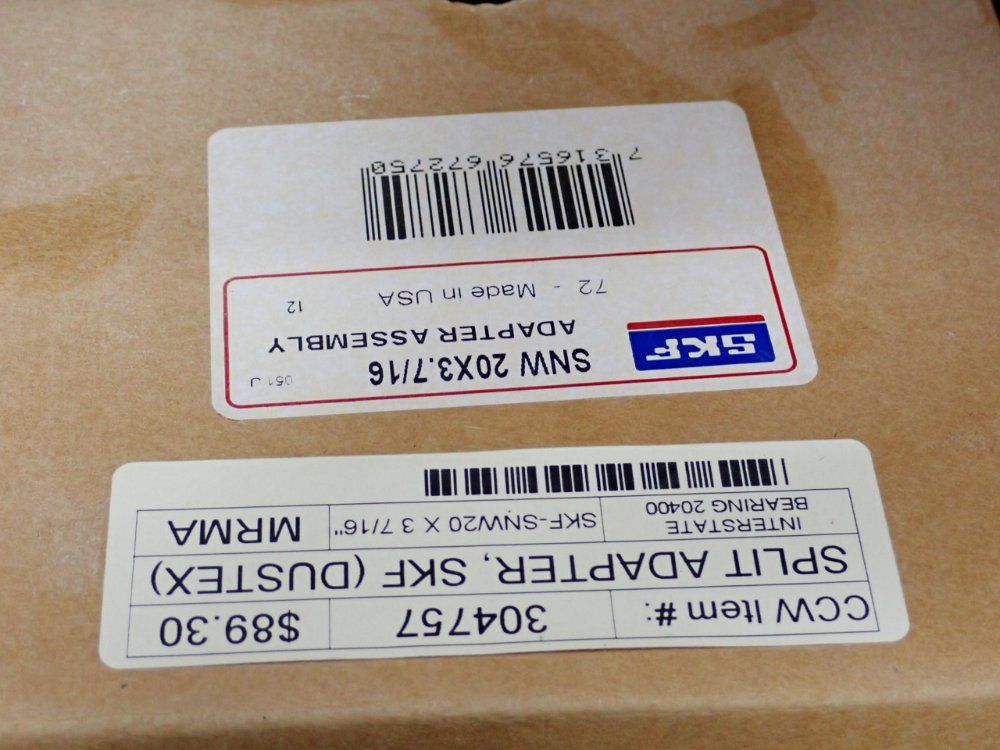 CCW Item #: 304757 $89.30
SPLIT ADAPTER, SKF (DUSTEX)
INTERSTATE
BEARING 20400
SKF-SNW20 X 3 7/16"
MRMA
SKF
SNW 20X3.7/16 051 J
ADAPTER ASSEMBLY
72 - Made in USA 12
7 316576 672750